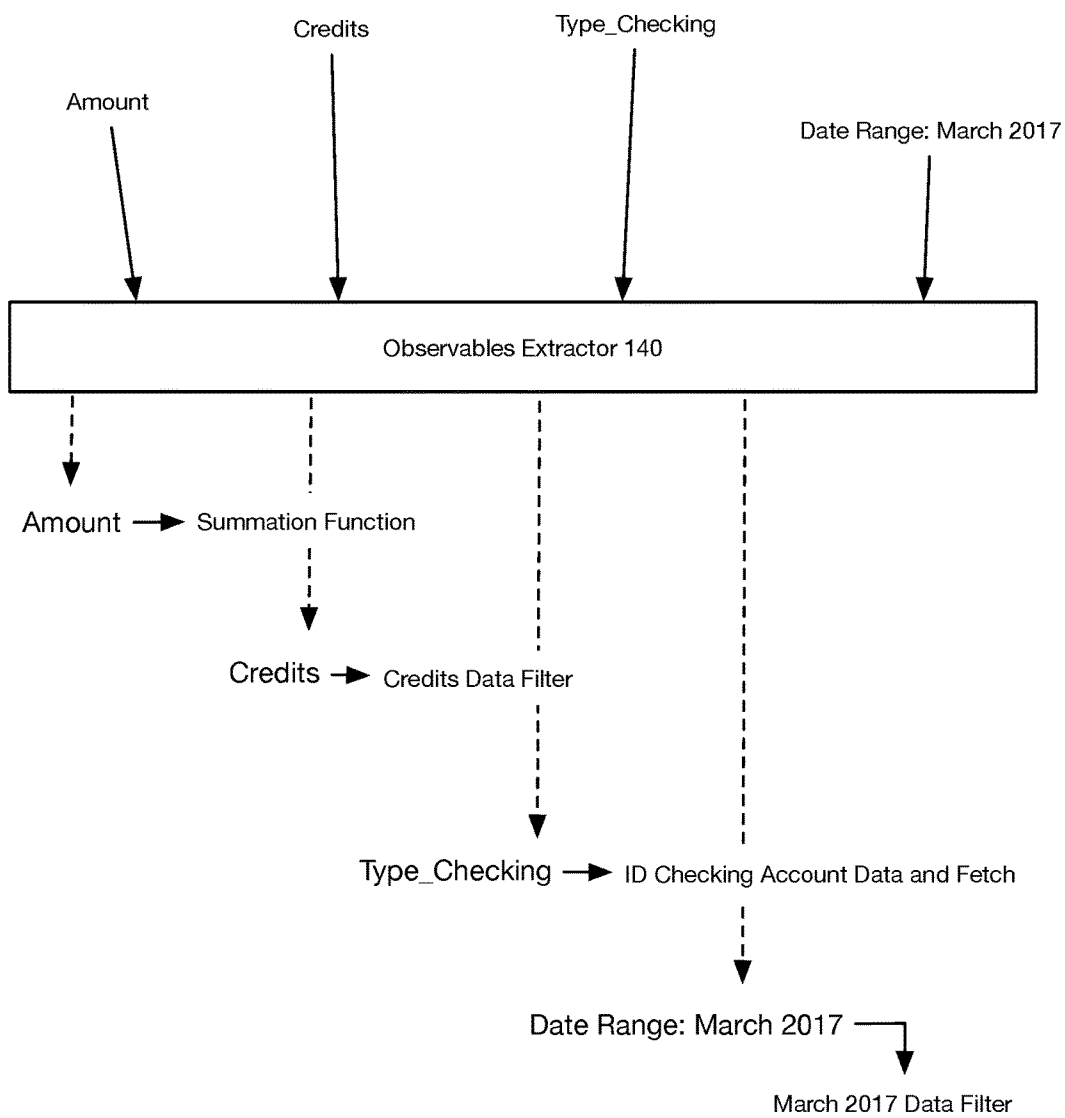 Type_Checking
Credits
Amount
Date Range: March 2017
Observables Extractor 140
Amount
Summation Function
Credits
Credits Data Filter
Type_Checking
ID Checking Account Data and Fetch
Date Range: March 2017
March 2017 Data Filter